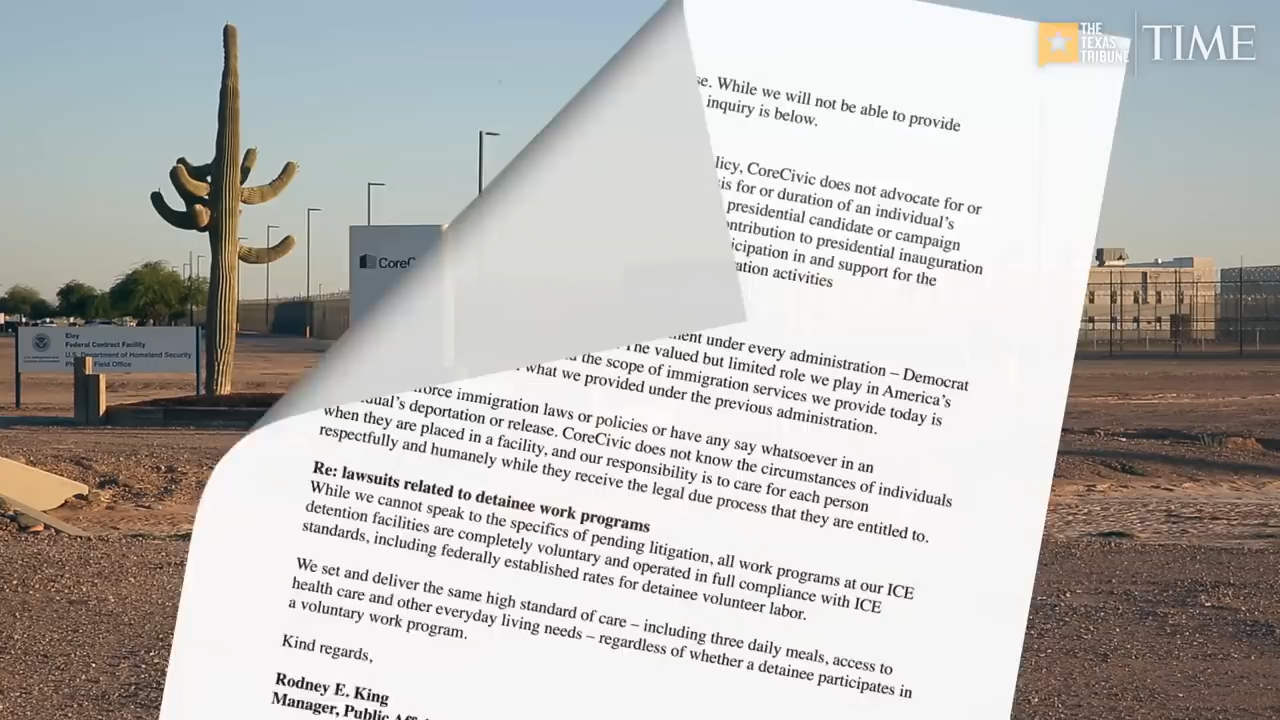 THE
TEXAS
TRIBUNE
TIME
se. While we will not be able to provide
inquiry is below.
licy, CoreCivic does not advocate for or
is for or duration of an individual's
presidential candidate or campaign
ontribution to presidential inauguration
icipation in and support for the
ation activities
ent under every administration – Democrat
The valued but limited role we play in America's
the scope of immigration services we provide today is
what we provided under the previous administration.
force immigration laws or policies or have any say whatsoever in an
dual's deportation or release. CoreCivic does not know the circumstances of individuals
when they are placed in a facility, and our responsibility is to care for each person
respectfully and humanely while they receive the legal due process that they are entitled to.
Re: lawsuits related to detainee work programs
While we cannot speak to the specifics of pending litigation, all work programs at our ICE
detention facilities are completely voluntary and operated in full compliance with ICE
standards, including federally established rates for detainee volunteer labor.
We set and deliver the same high standard of care – including three daily meals, access to
health care and other everyday living needs – regardless of whether a detainee participates in
a voluntary work program.
Kind regards,
Rodney E. King
Manager, Public Aff
CoreC
Eloy
Federal Contract Facility
U.S. Department of Homeland Security
Field Office